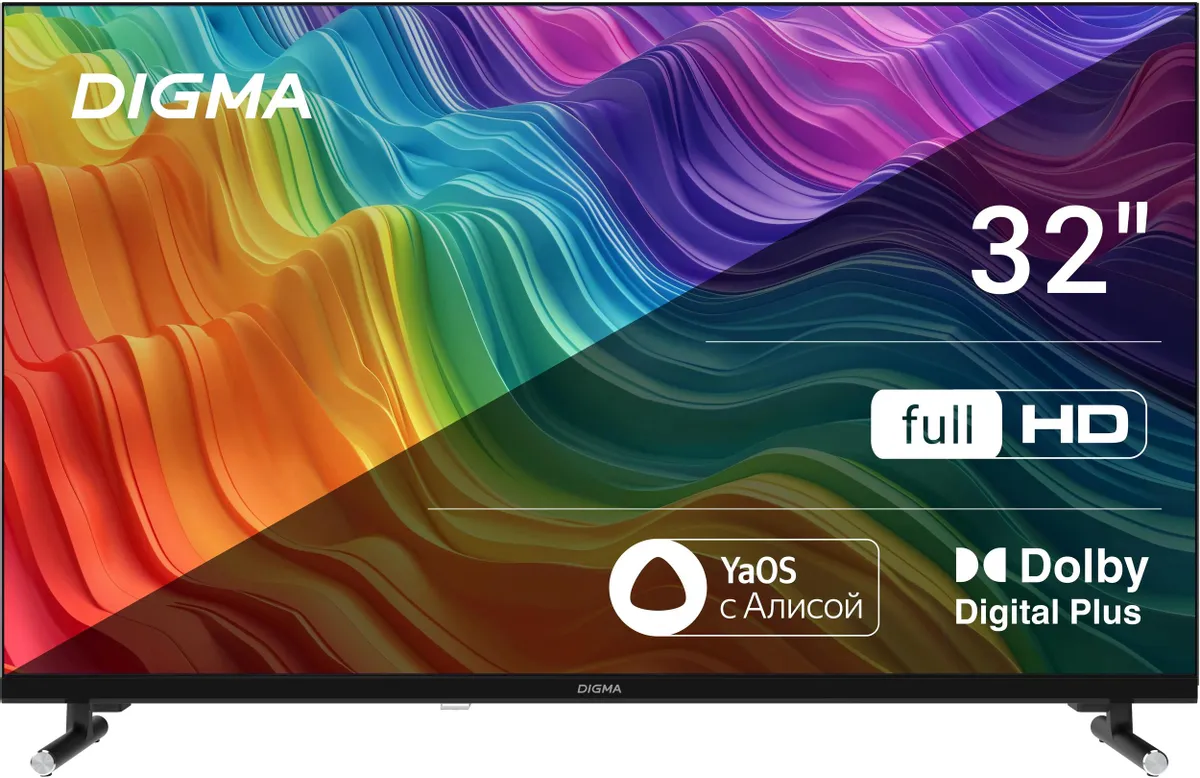 DIGMA
32"
full HD
YaOS
с Алисой
Dolby
Digital Plus
DIGMA